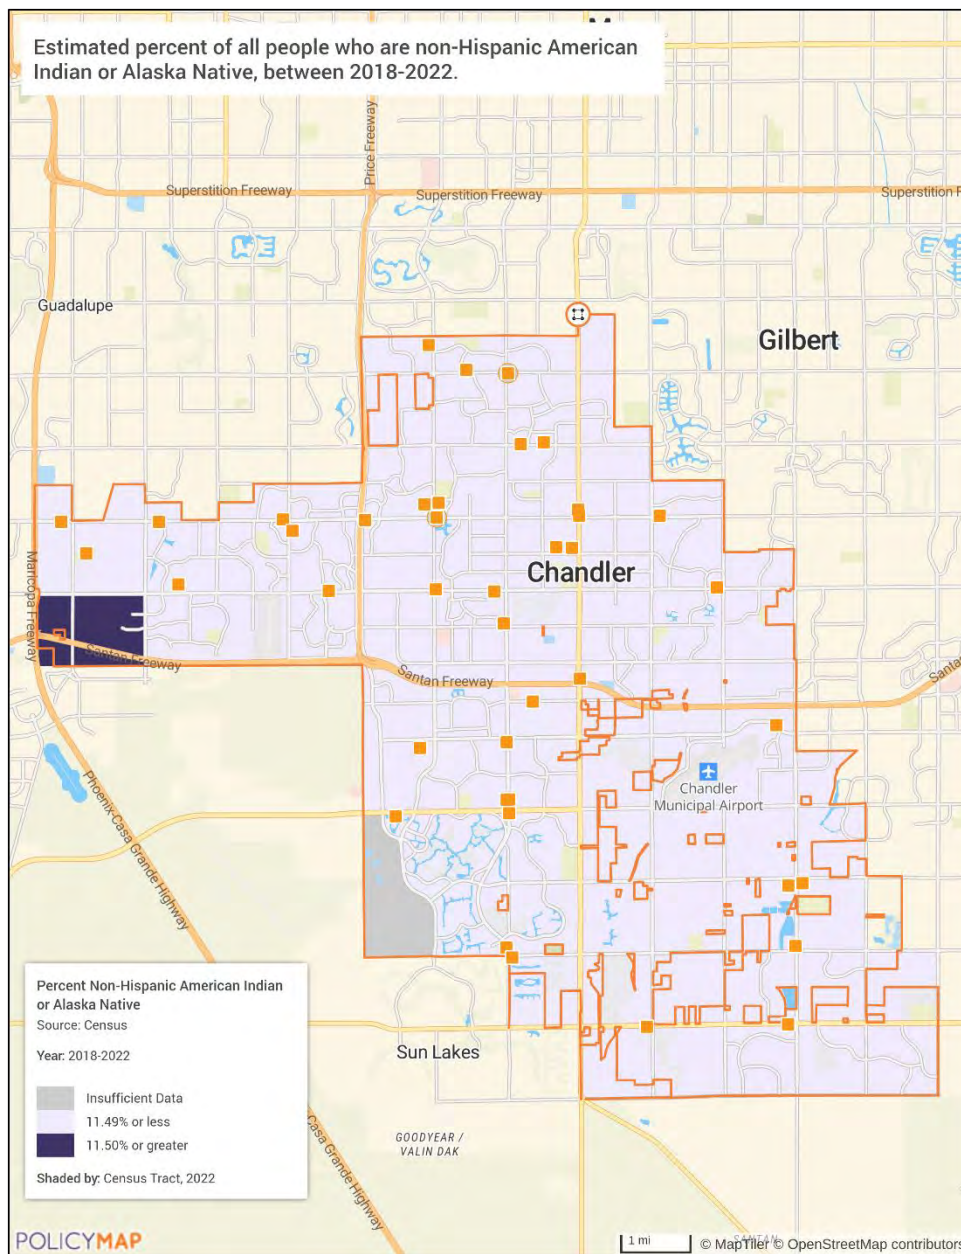 Estimated percent of all people who are non-Hispanic American
Indian or Alaska Native, between 2018-2022.
Price Freeway
Superstition Freeway
Superstition Freeway
Superstition F
Guadalupe
Gilbert
Chandler
Maricopa Freeway
Santan Freeway
Santan Freeway
Santan
Chandler
Municipal Airport
Phoenix-Casa Grande Highway
Percent Non-Hispanic American Indian
or Alaska Native
Source: Census
Year: 2018-2022
Insufficient Data
11.49% or less
11.50% or greater
Shaded by: Census Tract, 2022
Sun Lakes
Casa Grande Highway
GOODYEAR /
VALIN DAK
POLICYMAP
1 mi
SANTAN
© MapTiler © OpenStreetMap contributors